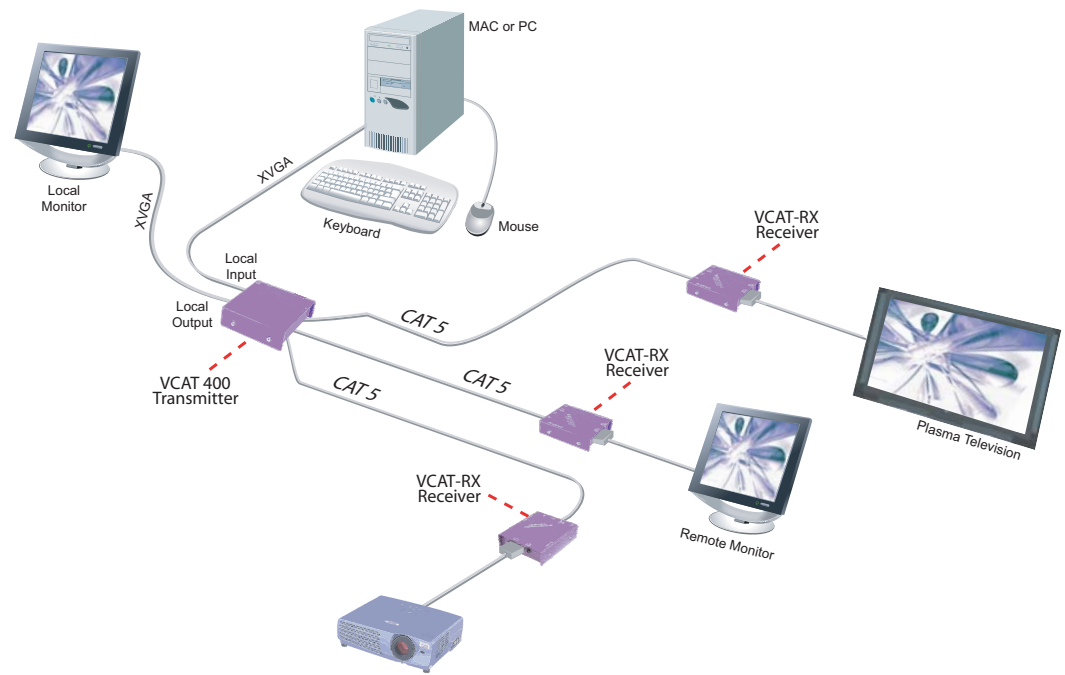 MAC or PC
Local
Monitor
XVGA
XVGA
Keyboard
Mouse
VCAT-RX
Receiver
Local
Input
Local
Output
CAT 5
VCAT 400
Transmitter
CAT 5
CAT 5
VCAT-RX
Receiver
Plasma Television
VCAT-RX
Receiver
Remote Monitor